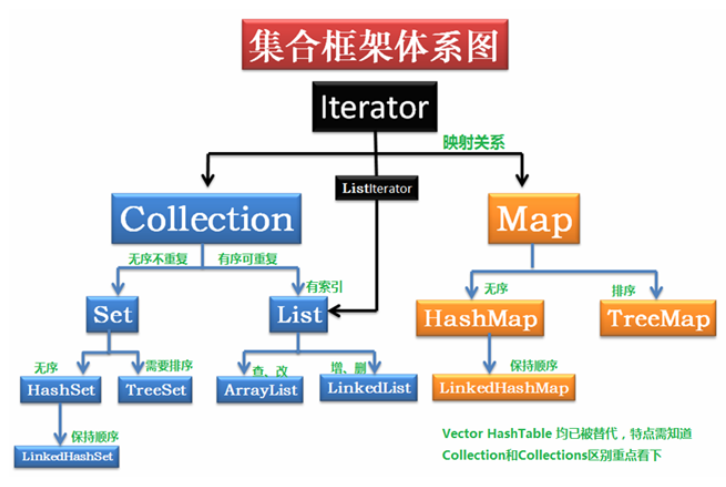 集合框架体系图
Iterator
映射关系
ListIterator
Collection
Map
无序不重复
有序可重复
有索引
无序
排序
Set
List
HashMap
TreeMap
无序
需要排序
查、改
增、删
保持顺序
HashSet
TreeSet
ArrayList
LinkedList
LinkedHashMap
保持顺序
LinkedHashSet
Vector HashTable 均已被替代，特点需知道
Collection和Collections区别重点看下